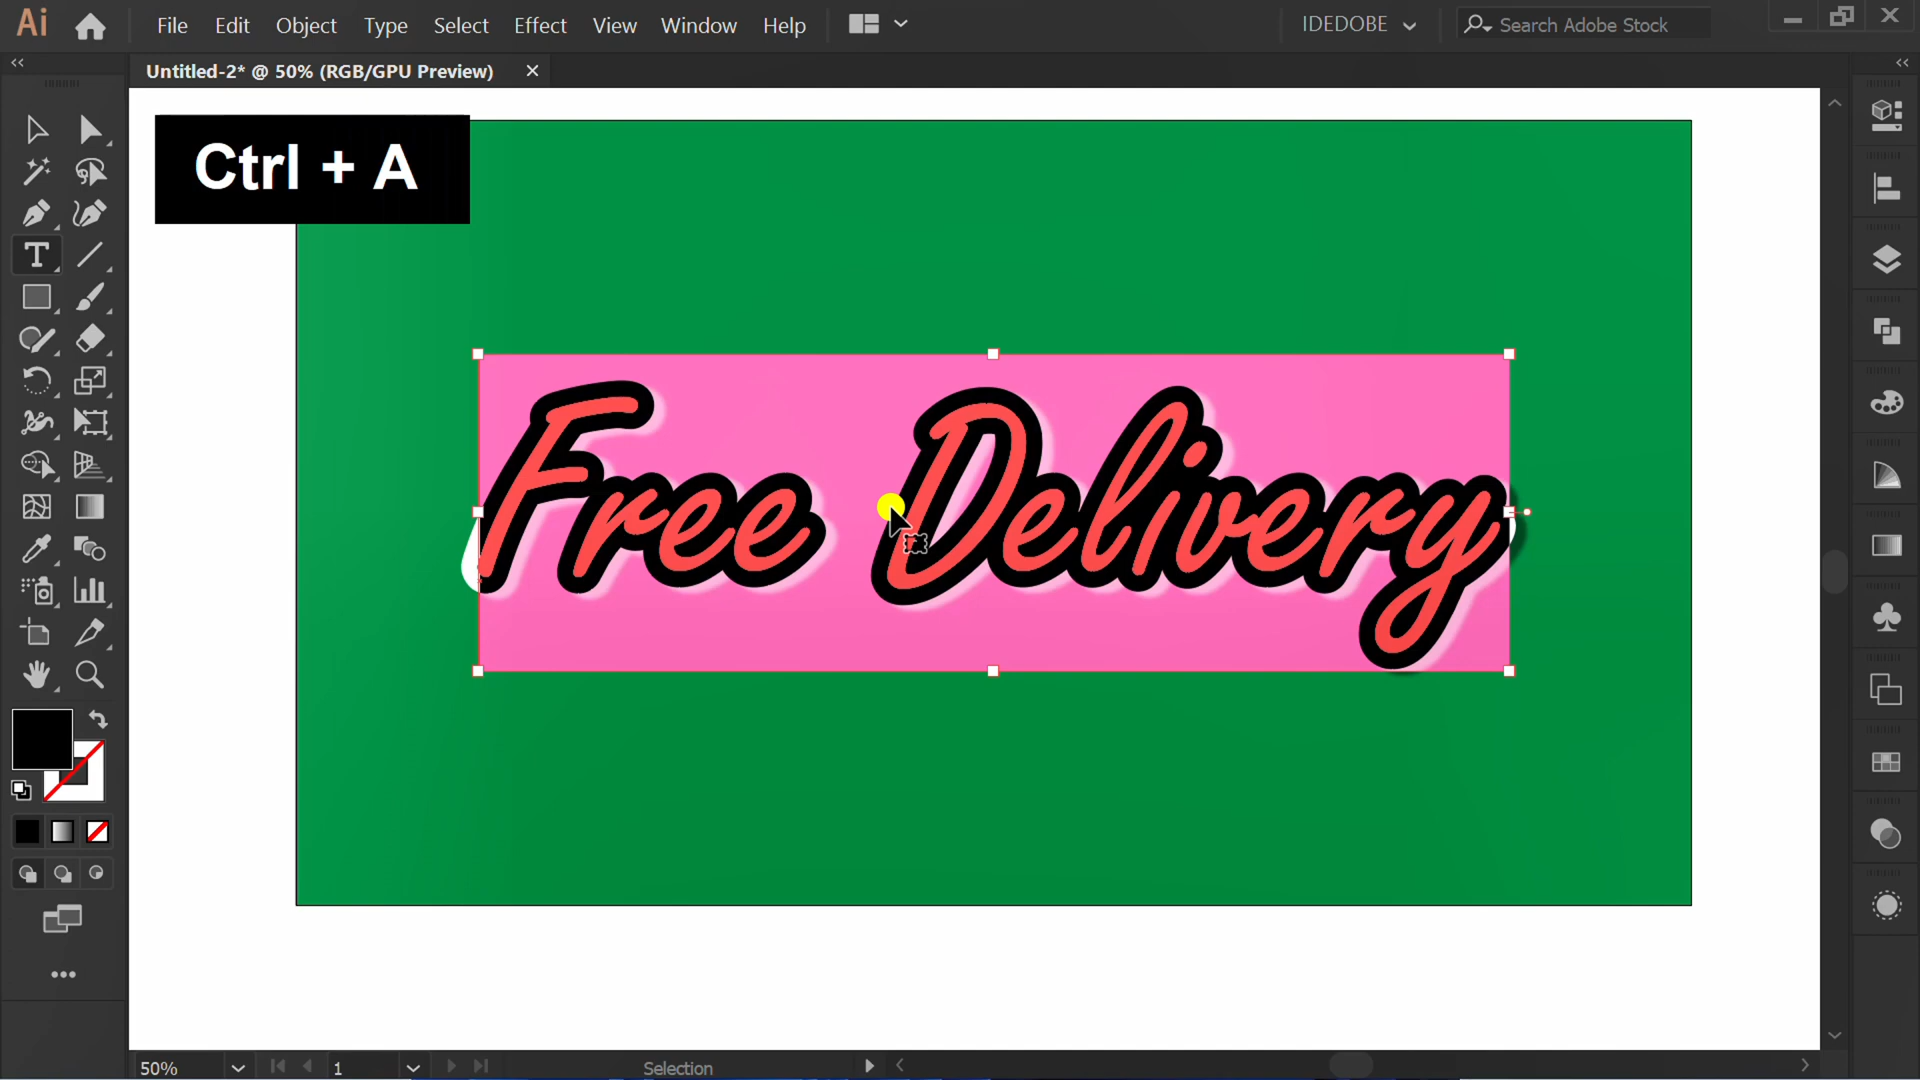 Ai File Edit Object Type Select Effect View Window Help IDEDOBE Search Adobe Stock
Untitled-2* @ 50% (RGB/GPU Preview)
Ctrl + A
Free Delivery
50% 1 Selection